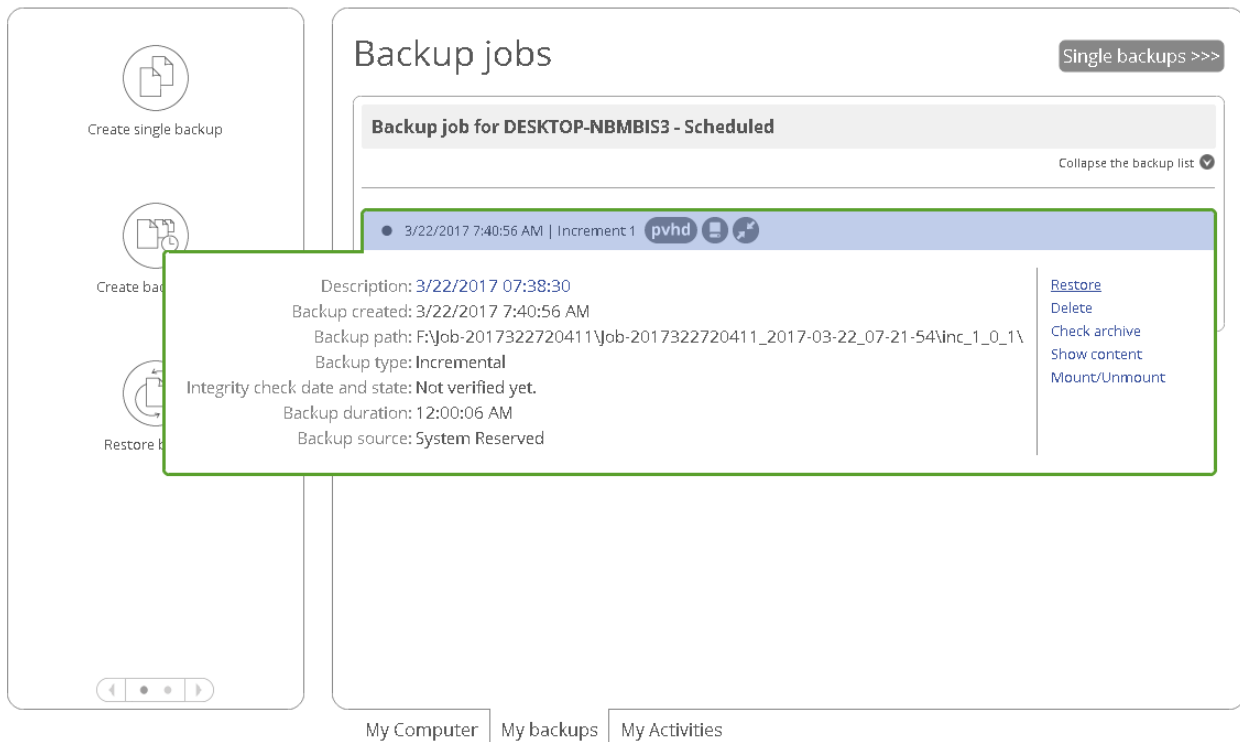 Create single backup
Create bac
Restore b
Backup jobs
Single backups >>>
Backup job for DESKTOP-NBMBIS3 - Scheduled
Collapse the backup list
3/22/2017 7:40:56 AM | Increment 1 pvhd
Description: 3/22/2017 07:38:30
Backup created: 3/22/2017 7:40:56 AM
Backup path: F:\Job-2017322720411\Job-2017322720411_2017-03-22_07-21-54\inc_1_0_1\
Backup type: Incremental
Integrity check date and state: Not verified yet.
Backup duration: 12:00:06 AM
Backup source: System Reserved
Restore
Delete
Check archive
Show content
Mount/Unmount
My Computer
My backups
My Activities